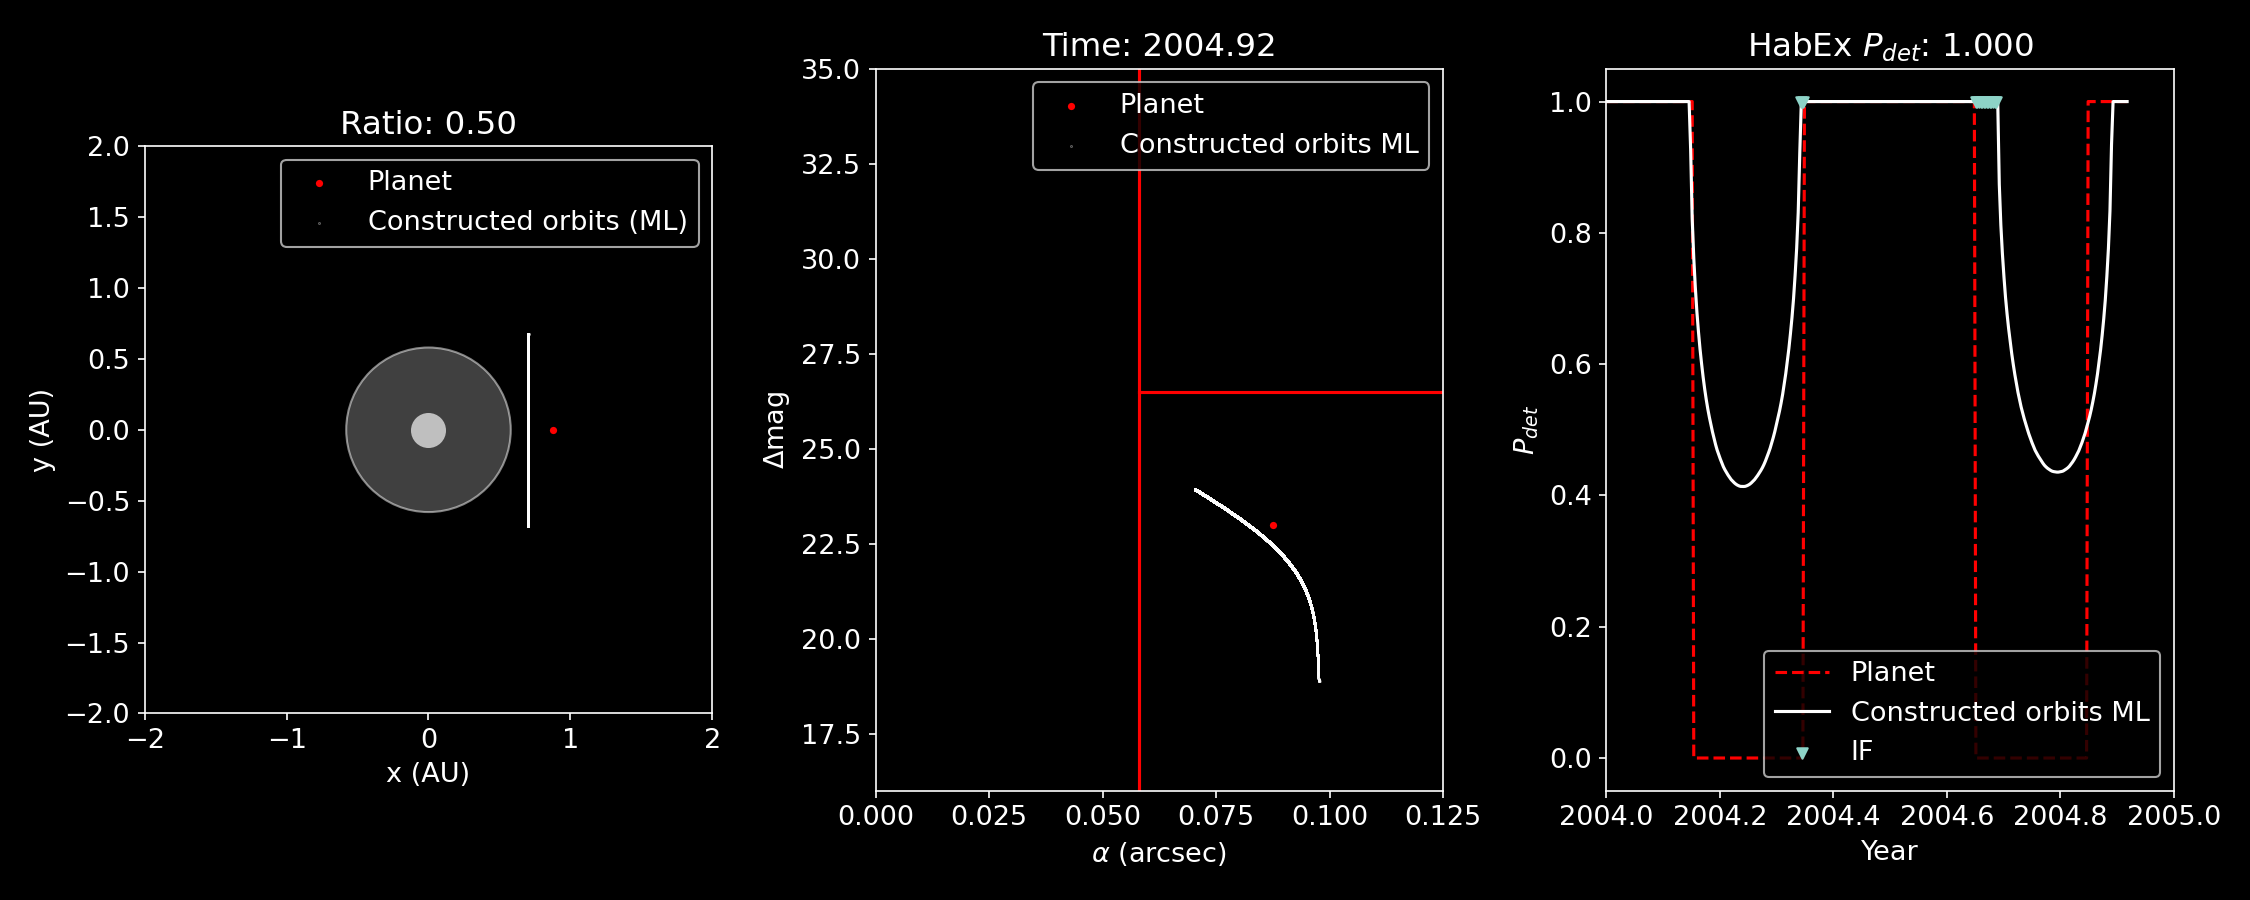 Ratio: 0.50
2.0
1.5
1.0
0.5
0.0
−0.5
−1.0
−1.5
−2.0
−2
−1
0
1
2
x (AU)
y (AU)
Planet
Constructed orbits (ML)
Time: 2004.92
35.0
32.5
30.0
27.5
25.0
22.5
20.0
17.5
0.000
0.025
0.050
0.075
0.100
0.125
α (arcsec)
Δmag
Planet
Constructed orbits ML
HabEx P_det: 1.000
1.0
0.8
0.6
0.4
0.2
0.0
2004.0
2004.2
2004.4
2004.6
2004.8
2005.0
Year
P_det
Planet
Constructed orbits ML
IF